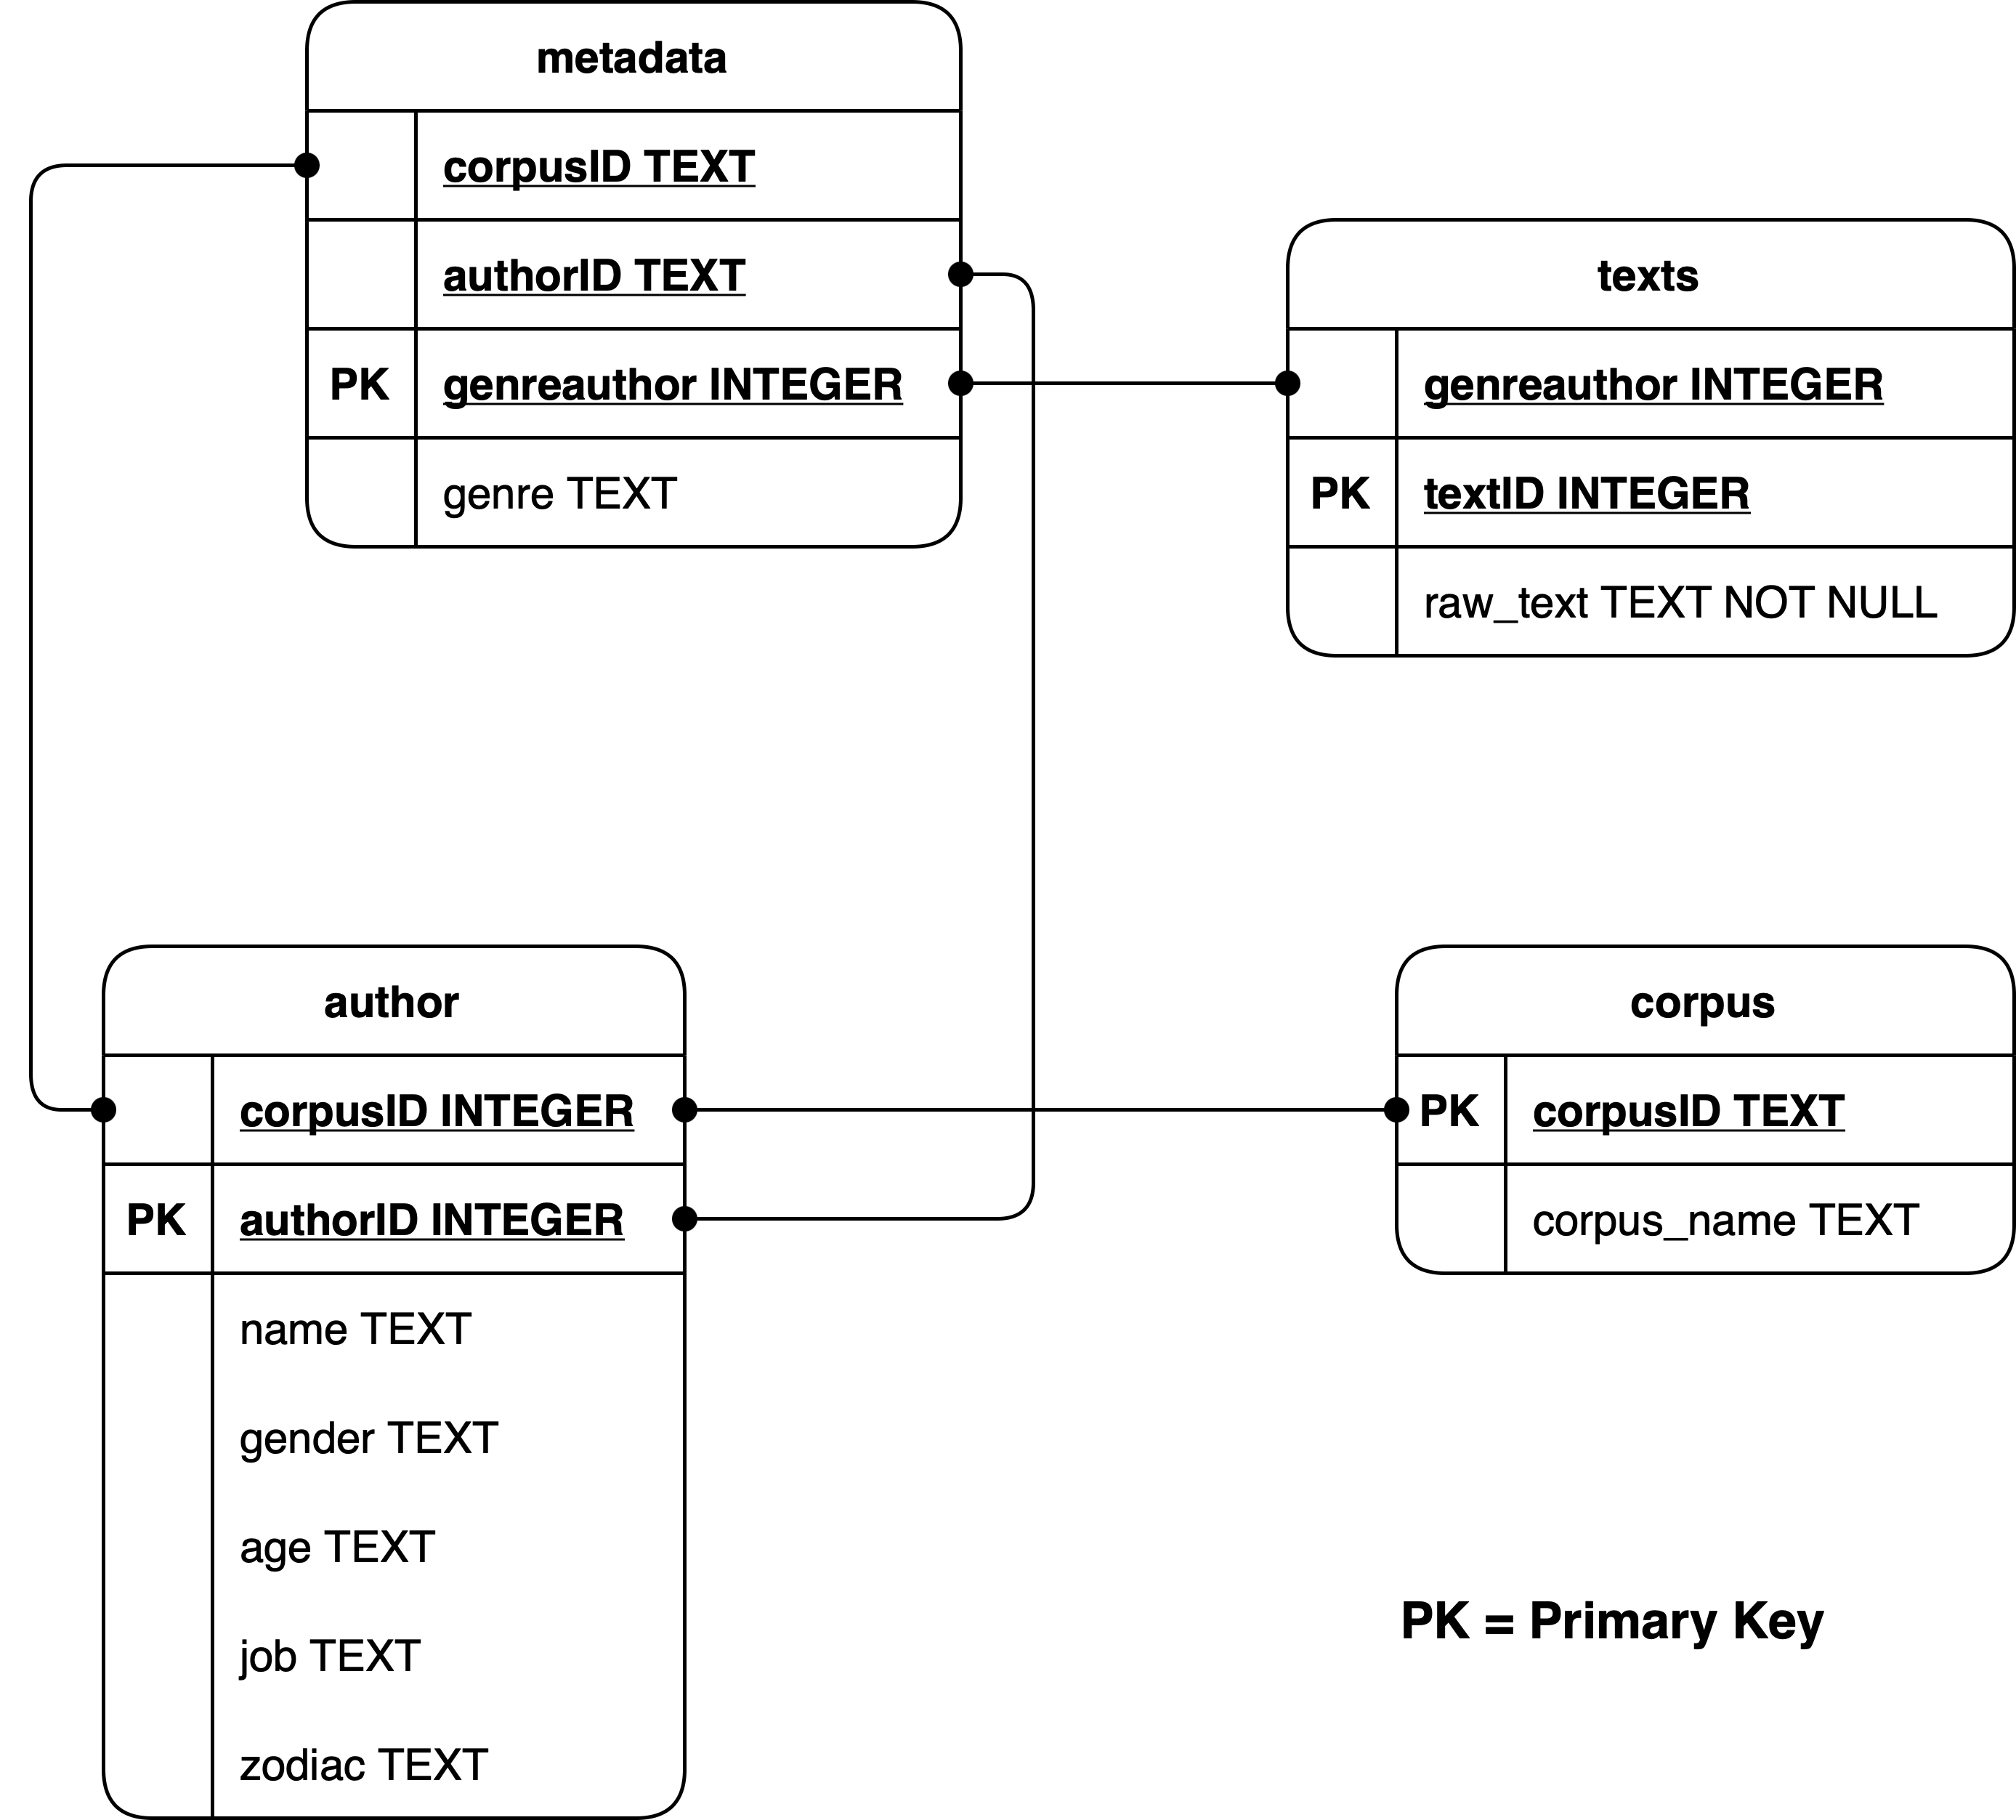 metadata
corpusID TEXT
authorID TEXT
PK genreauthor INTEGER
genre TEXT
texts
genreauthor INTEGER
PK textID INTEGER
raw_text TEXT NOT NULL
author
corpusID INTEGER
PK authorID INTEGER
name TEXT
gender TEXT
age TEXT
job TEXT
zodiac TEXT
corpus
PK corpusID TEXT
corpus_name TEXT
PK = Primary Key